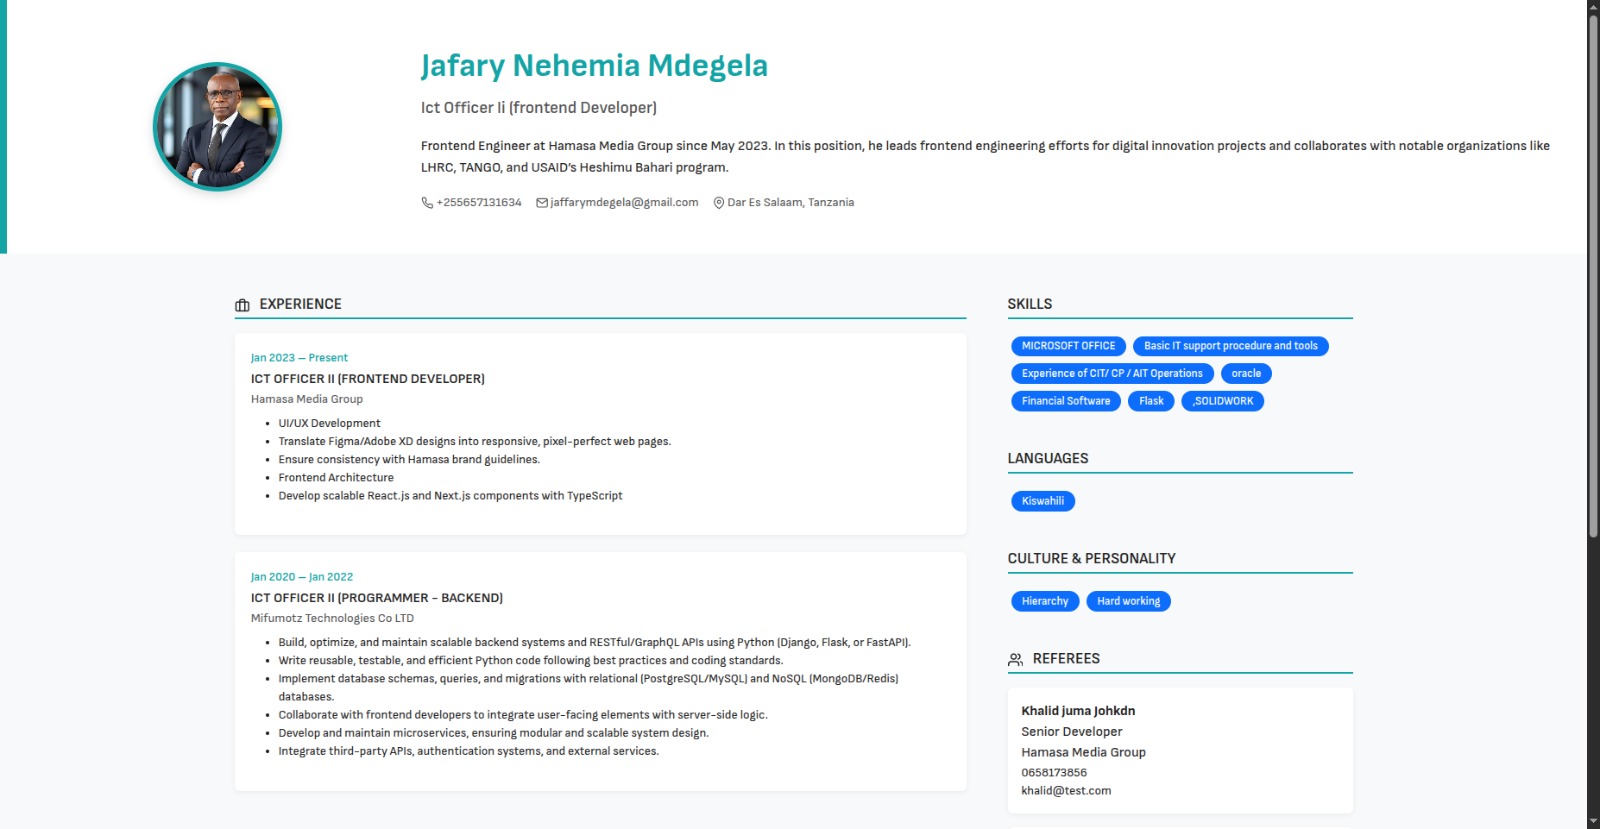 Jafary Nehemia Mdegela
Ict Officer Ii (frontend Developer)
Frontend Engineer at Hamasa Media Group since May 2023. In this position, he leads frontend engineering efforts for digital innovation projects and collaborates with notable organizations like
LHRC, TANGO, and USAID's Heshimu Bahari program.
+255657131634 jaffarymdegela@gmail.com Dar Es Salaam, Tanzania
EXPERIENCE
Jan 2023 – Present
ICT OFFICER II (FRONTEND DEVELOPER)
Hamasa Media Group
• UI/UX Development
• Translate Figma/Adobe XD designs into responsive, pixel-perfect web pages.
• Ensure consistency with Hamasa brand guidelines.
• Frontend Architecture
• Develop scalable React.js and Next.js components with TypeScript
Jan 2020 – Jan 2022
ICT OFFICER II (PROGRAMMER - BACKEND)
Mifumotz Technologies Co LTD
• Build, optimize, and maintain scalable backend systems and RESTful/GraphQL APIs using Python (Django, Flask, or FastAPI).
• Write reusable, testable, and efficient Python code following best practices and coding standards.
• Implement database schemas, queries, and migrations with relational (PostgreSQL/MySQL) and NoSQL (MongoDB/Redis)
databases.
• Collaborate with frontend developers to integrate user-facing elements with server-side logic.
• Develop and maintain microservices, ensuring modular and scalable system design.
• Integrate third-party APIs, authentication systems, and external services.
SKILLS
MICROSOFT OFFICE Basic IT support procedure and tools
Experience of CIT/ CP / AIT Operations oracle
Financial Software Flask ,SOLIDWORK
LANGUAGES
Kiswahili
CULTURE & PERSONALITY
Hierarchy Hard working
REFEREES
Khalid juma Johkdn
Senior Developer
Hamasa Media Group
0658173856
khalid@test.com